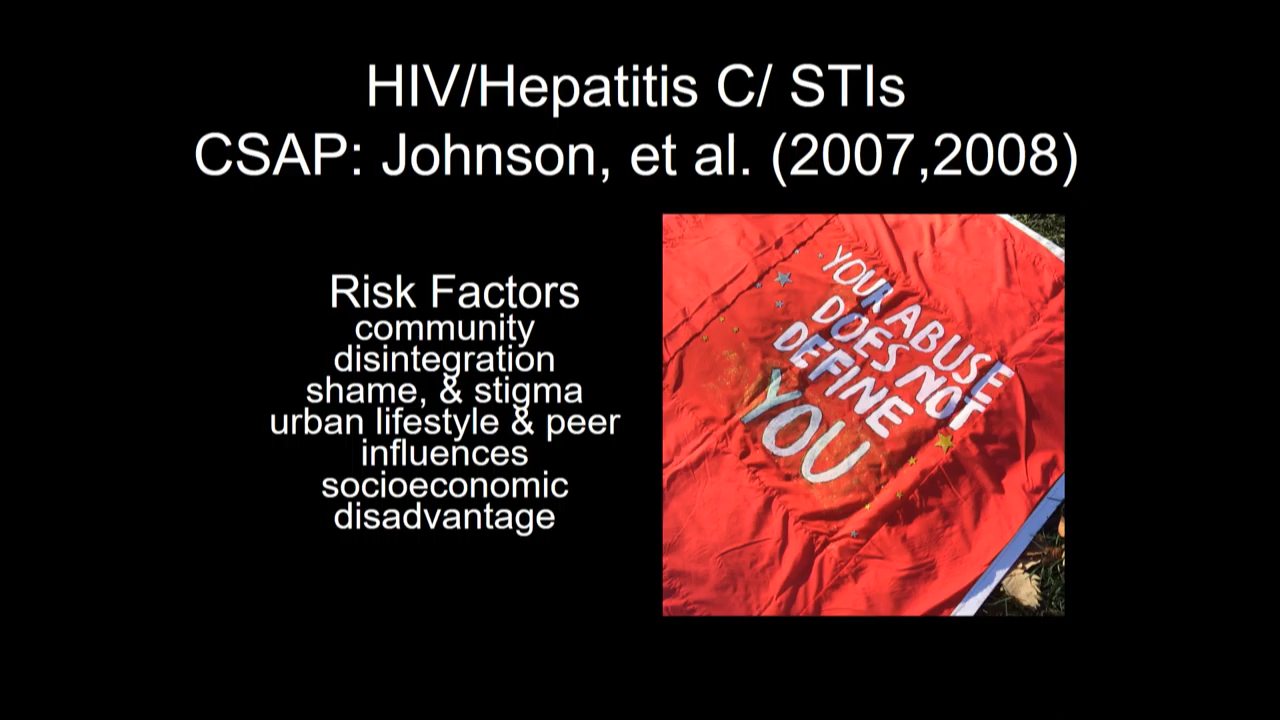 HIV/Hepatitis C/ STIs
CSAP: Johnson, et al. (2007,2008)
Risk Factors
community
disintegration
shame, & stigma
urban lifestyle & peer
influences
socioeconomic
disadvantage
YOUR ABUSE
DOES NOT
DEFINE
YOU